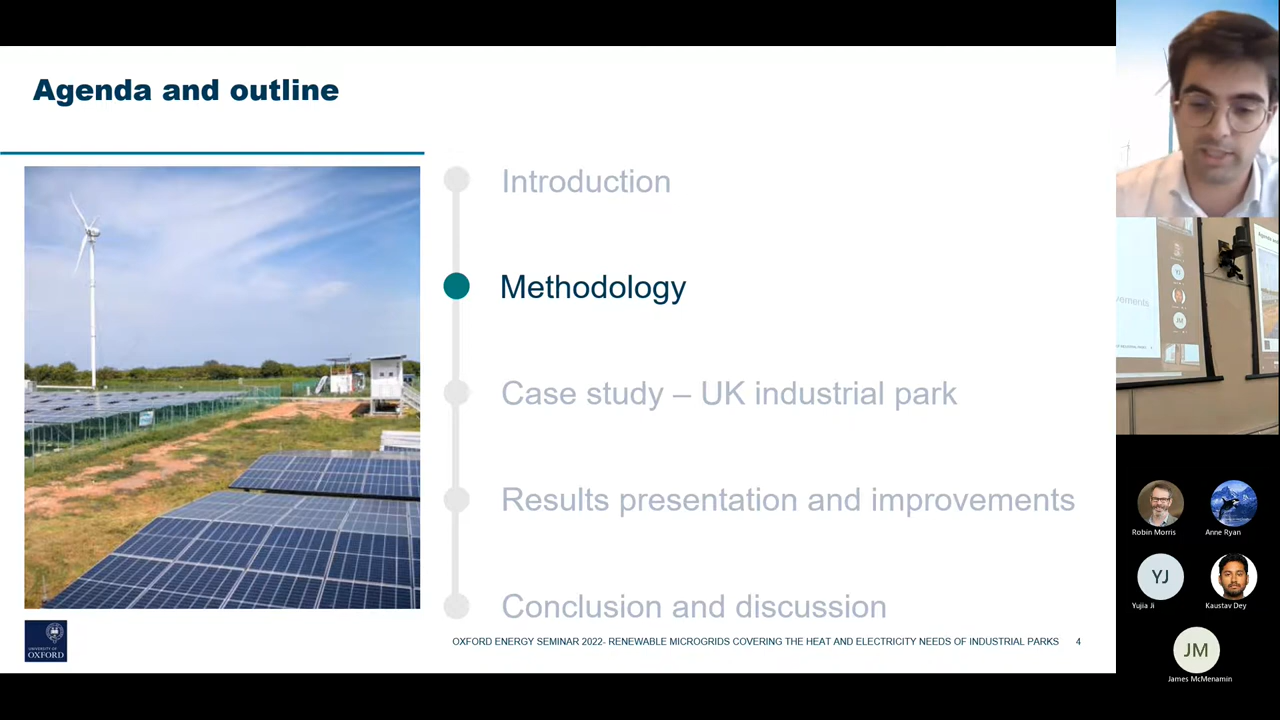 Agenda and outline
Introduction
Methodology
Case study – UK industrial park
Results presentation and improvements
Conclusion and discussion
UNIVERSITY OF
OXFORD
OXFORD ENERGY SEMINAR 2022- RENEWABLE MICROGRIDS COVERING THE HEAT AND ELECTRICITY NEEDS OF INDUSTRIAL PARKS 4
YJ
JM
Robin Morris
Anne Ryan
YJ
Yujia Ji
Kaustav Dey
JM
James McMenamin